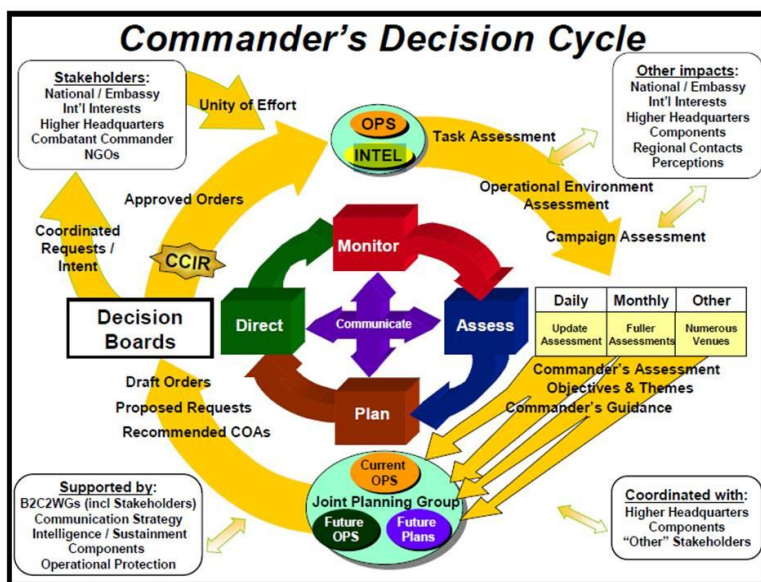 Commander's Decision Cycle
Stakeholders:
National / Embassy
Int'l Interests
Higher Headquarters
Combatant Commander
NGOs
Unity of Effort
OPS
INTEL
Task Assessment
Other impacts:
National / Embassy
Int'l Interests
Higher Headquarters
Components
Regional Contacts
Perceptions
Operational Environment
Assessment
Campaign Assessment
Approved Orders
Coordinated
Requests /
Intent
CCIR
Monitor
Decision
Boards
Direct
Communicate
Assess
Plan
Daily Monthly Other
Update Fuller Numerous
Assessment Assessments Venues
Commander's Assessment
Objectives & Themes
Commander's Guidance
Draft Orders
Proposed Requests
Recommended COAs
Current
OPS
Joint Planning Group
Future Future
OPS Plans
Supported by:
B2C2WGs (incl Stakeholders)
Communication Strategy
Intelligence / Sustainment
Components
Operational Protection
Coordinated with:
Higher Headquarters
Components
"Other" Stakeholders